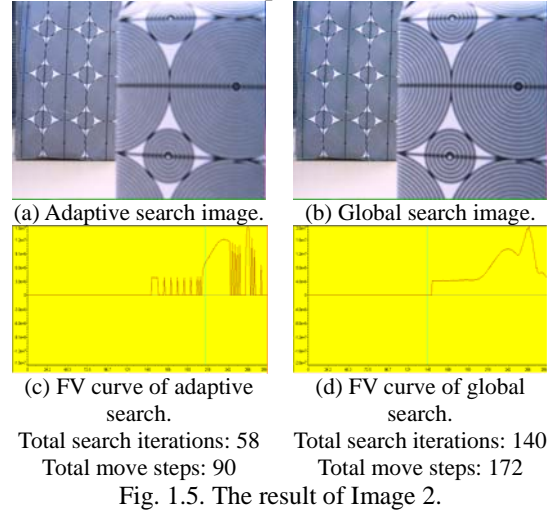 (a) Adaptive search image.
(b) Global search image.
(c) FV curve of adaptive
search.
Total search iterations: 58
Total move steps: 90
(d) FV curve of global
search.
Total search iterations: 140
Total move steps: 172
Fig. 1.5. The result of Image 2.